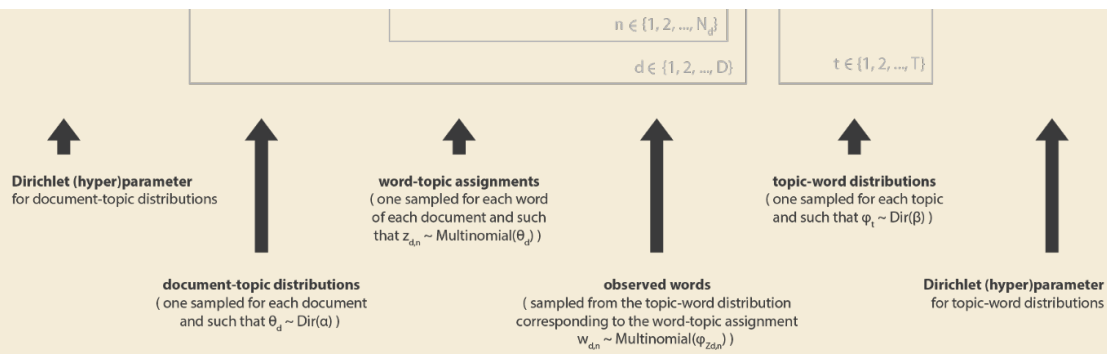 n ∈ {1, 2, ..., N_d}
d ∈ {1, 2, ..., D}
t ∈ {1, 2, ..., T}
Dirichlet (hyper)parameter
for document-topic distributions
word-topic assignments
( one sampled for each word
of each document and such
that z_d,n ~ Multinomial(θ_d) )
topic-word distributions
( one sampled for each topic
and such that φ_t ~ Dir(β) )
document-topic distributions
( one sampled for each document
and such that θ_d ~ Dir(α) )
observed words
( sampled from the topic-word distribution
corresponding to the word-topic assignment
w_d,n ~ Multinomial(φ_Zd,n) )
Dirichlet (hyper)parameter
for topic-word distributions